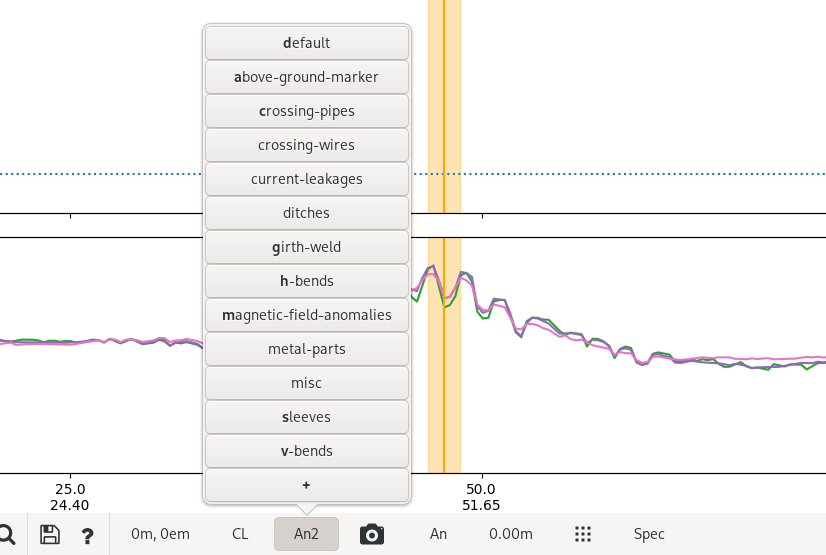 default
above-ground-marker
crossing-pipes
crossing-wires
current-leakages
ditches
girth-weld
h-bends
magnetic-field-anomalies
metal-parts
misc
sleeves
v-bends
+
25.0 50.0
24.40 51.65
? 0m, 0em CL An2 An 0.00m Spec